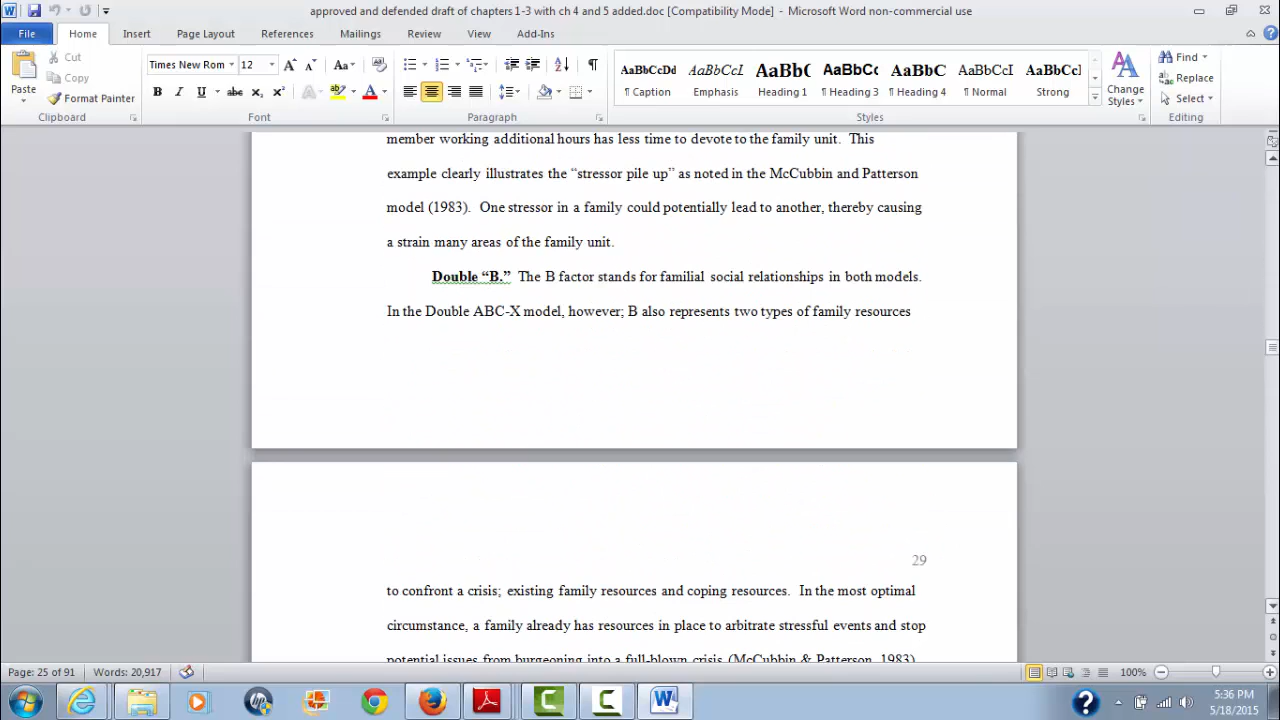 approved and defended draft of chapters 1-3 with ch 4 and 5 added.doc [Compatibility Mode] - Microsoft Word non-commercial use
File Home Insert Page Layout References Mailings Review View Add-Ins
Paste
Cut
Copy
Format Painter
Clipboard
Times New Rom 12
Font
Paragraph
AaBbCcDd AaBbCcI AaBbC AaBbCc AaBbC AaBbCcI AaBbCcI
¶ Caption Emphasis Heading 1 ¶ Heading 3 ¶ Heading 4 ¶ Normal Strong
Change Styles
Styles
Find
Replace
Select
Editing
member working additional hours has less time to devote to the family unit. This
example clearly illustrates the “stressor pile up” as noted in the McCubbin and Patterson
model (1983). One stressor in a family could potentially lead to another, thereby causing
a strain many areas of the family unit.
Double “B.” The B factor stands for familial social relationships in both models.
In the Double ABC-X model, however; B also represents two types of family resources
29
to confront a crisis; existing family resources and coping resources. In the most optimal
circumstance, a family already has resources in place to arbitrate stressful events and stop
potential issues from burgeoning into a full-blown crisis (McCubbin & Patterson, 1983)
Page: 25 of 91 Words: 20,917 100%
5:36 PM
5/18/2015